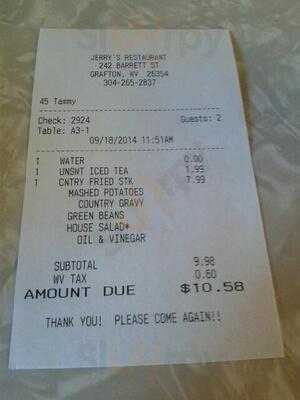 JERRY'S RESTAURANT
242 BARRETT ST
GRAFTON, WV 26354
304-265-2837
45 Tammy
Check: 2924 Guests: 2
Table: A3-1
09/18/2014 11:51AM
1 WATER 0.00
1 UNSNT ICED TEA 1.99
1 CNTRY FRIED STK 7.99
MASHED POTATOES
COUNTRY GRAVY
GREEN BEANS
HOUSE SALAD*
OIL & VINEGAR
SUBTOTAL 9.98
WV TAX 0.60
AMOUNT DUE $10.58
THANK YOU! PLEASE COME AGAIN!!